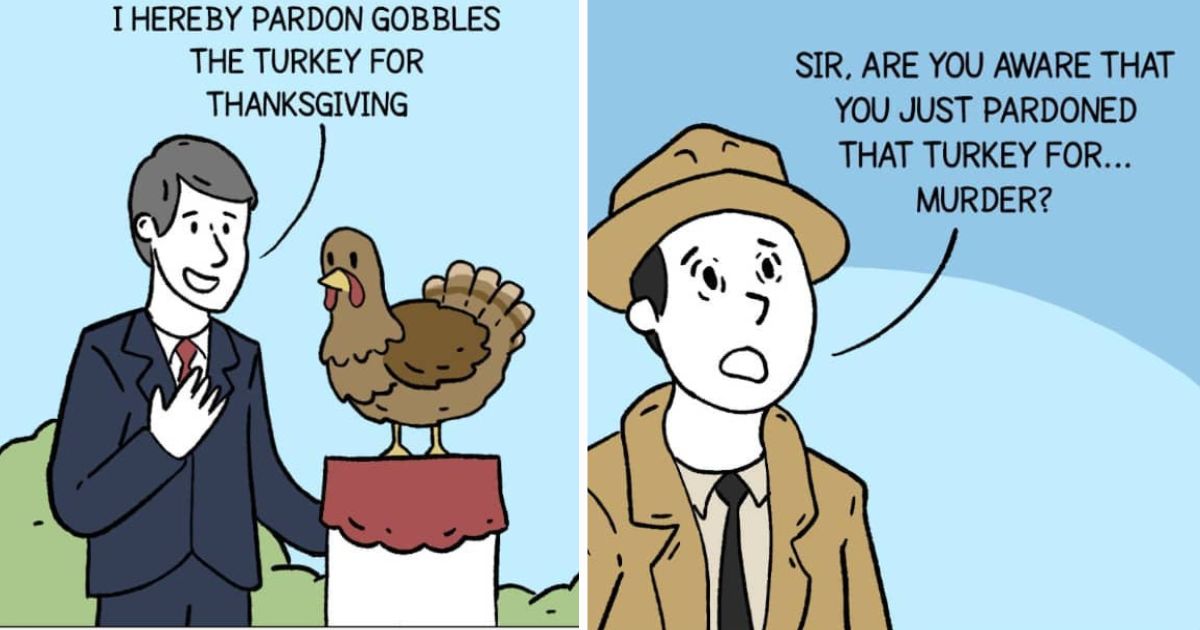 I HEREBY PARDON GOBBLES
THE TURKEY FOR
THANKSGIVING
SIR, ARE YOU AWARE THAT
YOU JUST PARDONED
THAT TURKEY FOR...
MURDER?